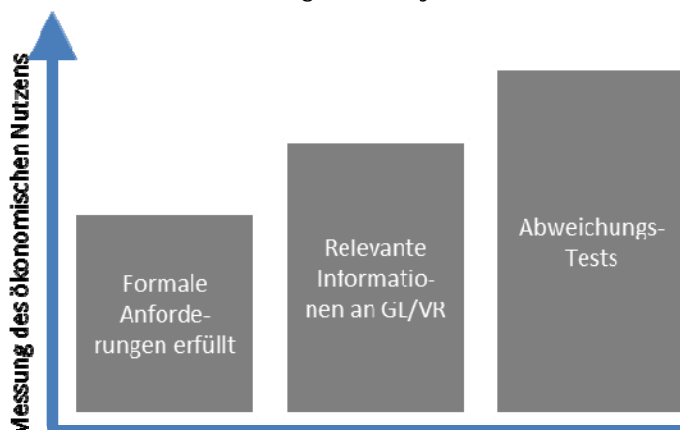 Messung des ökonomischen Nutzens
Formale
Anforde-
rungen erfüllt
Relevante
Informatio-
nen an GL/VR
Abweichungs-
Tests